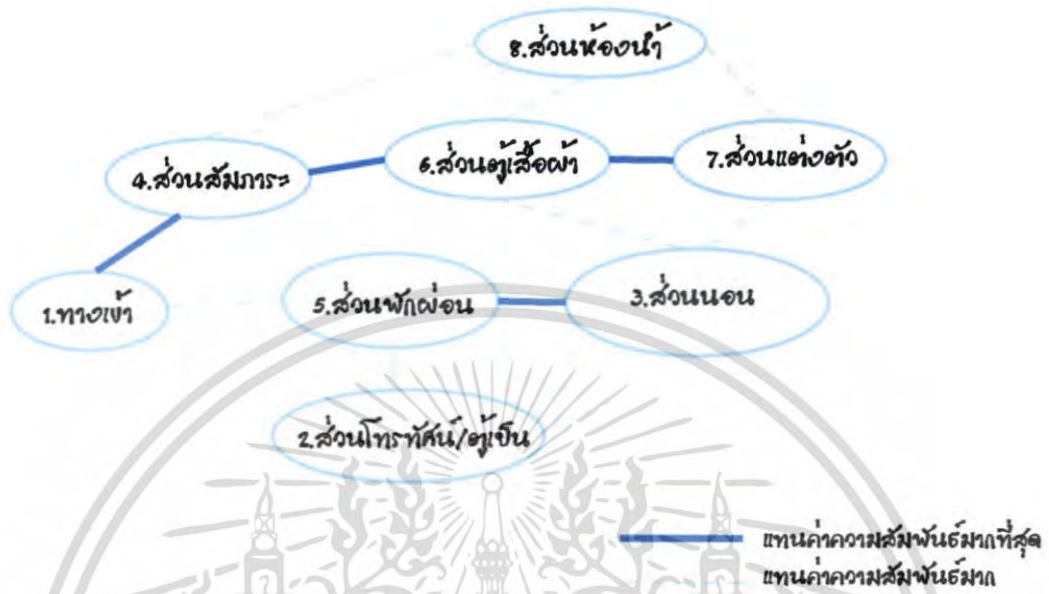 8.ส่วนห้องน้ำ
4.ส่วนสัมภาระ
6.ส่วนตู้เสื้อผ้า
7.ส่วนแต่งตัว
1.ทางเข้า
5.ส่วนพักผ่อน
3.ส่วนนอน
2.ส่วนโทรทัศน์/ตู้เย็น
แทนค่าความสัมพันธ์มากที่สุด
แทนค่าความสัมพันธ์มาก